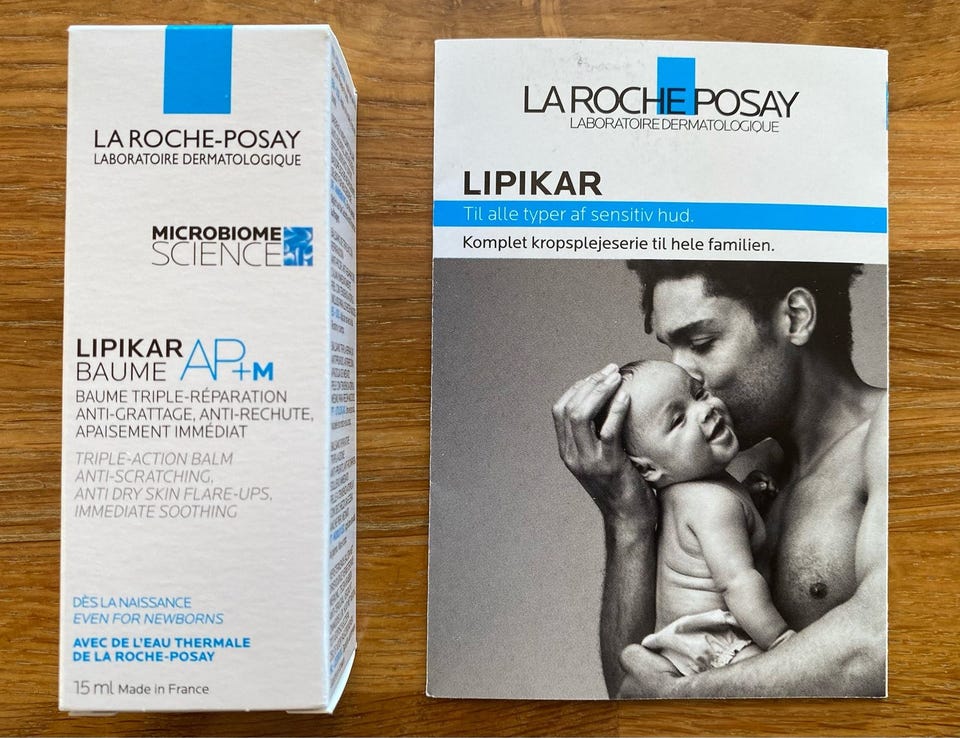 LA ROCHE-POSAY
LABORATOIRE DERMATOLOGIQUE
MICROBIOME
SCIENCE
LIPIKAR
BAUME AP+M
BAUME TRIPLE-RÉPARATION
ANTI-GRATTAGE, ANTI-RECHUTE,
APAISEMENT IMMÉDIAT
TRIPLE-ACTION BALM
ANTI-SCRATCHING,
ANTI DRY SKIN FLARE-UPS,
IMMEDIATE SOOTHING
DÈS LA NAISSANCE
EVEN FOR NEWBORNS
AVEC DE L'EAU THERMALE
DE LA ROCHE-POSAY
15 ml Made in France
LA ROCHE POSAY
LABORATOIRE DERMATOLOGIQUE
LIPIKAR
Til alle typer af sensitiv hud.
Komplet kropsplejeserie til hele familien.